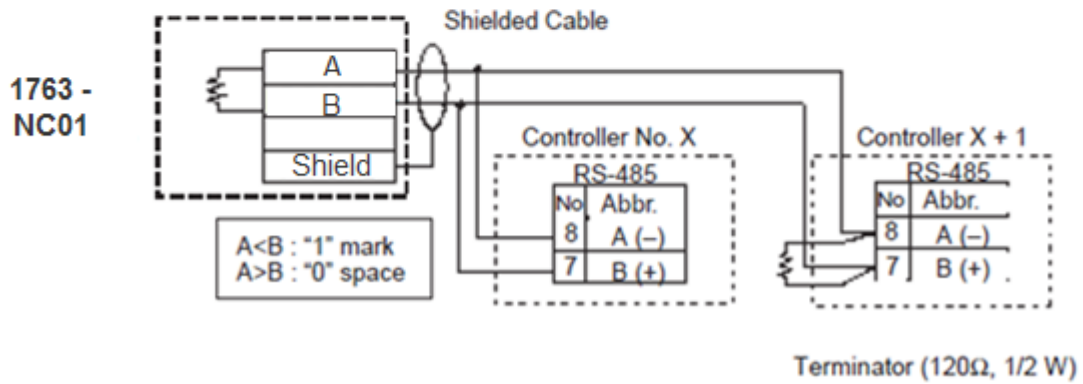 Shielded Cable
1763 -
NC01
A
B
Shield
A<B : "1" mark
A>B : "0" space
Controller No. X
RS-485
No Abbr.
8 A (–)
7 B (+)
Controller X + 1
RS-485
No Abbr.
8 A (–)
7 B (+)
Terminator (120Ω, 1/2 W)